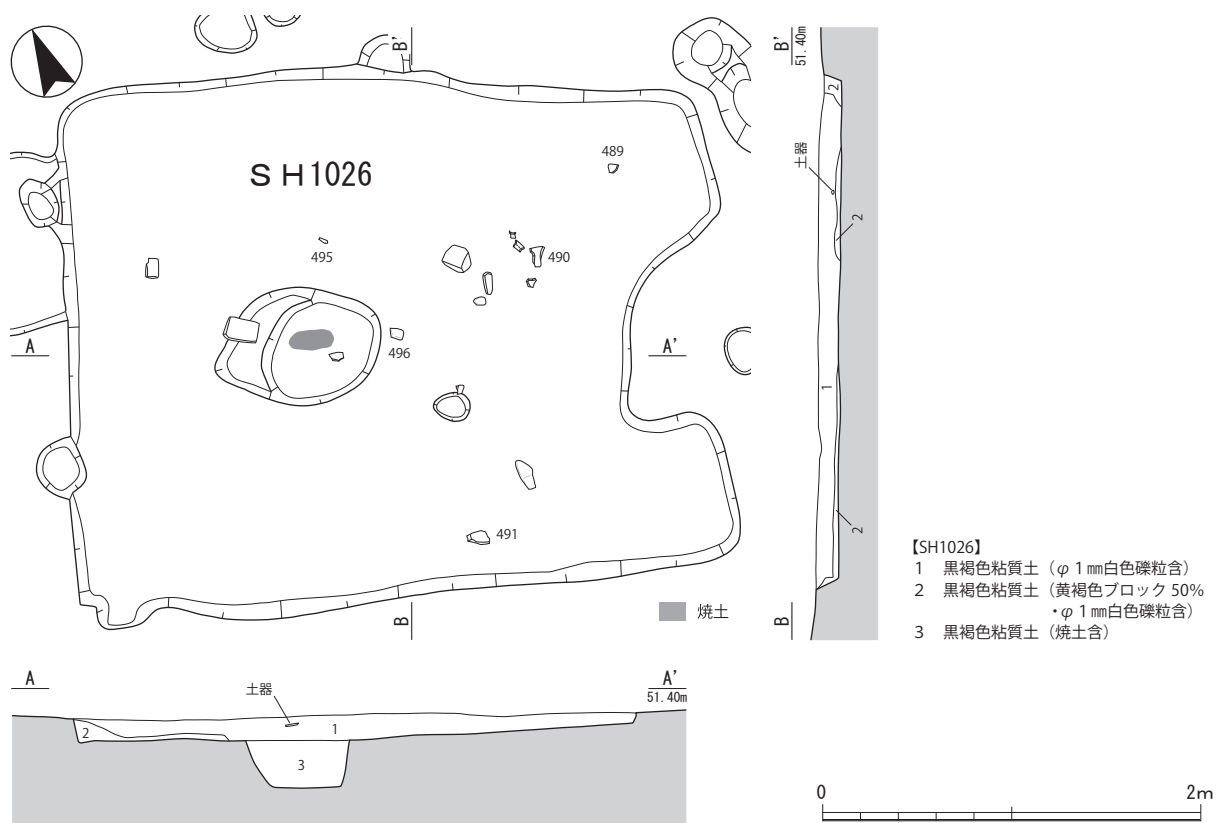 B'
B'
51.40m
ＳＨ1026
489
2
土器
495
490
2
A
A'
496
1
491
2
【SH1026】
1 黒褐色粘質土（φ 1 ㎜白色礫粒含）
2 黒褐色粘質土（黄褐色ブロック 50%
・φ 1 ㎜白色礫粒含）
3 黒褐色粘質土（焼土含）
B
焼土
B
A
土器
A'
51.40m
2
1
3
0
2m